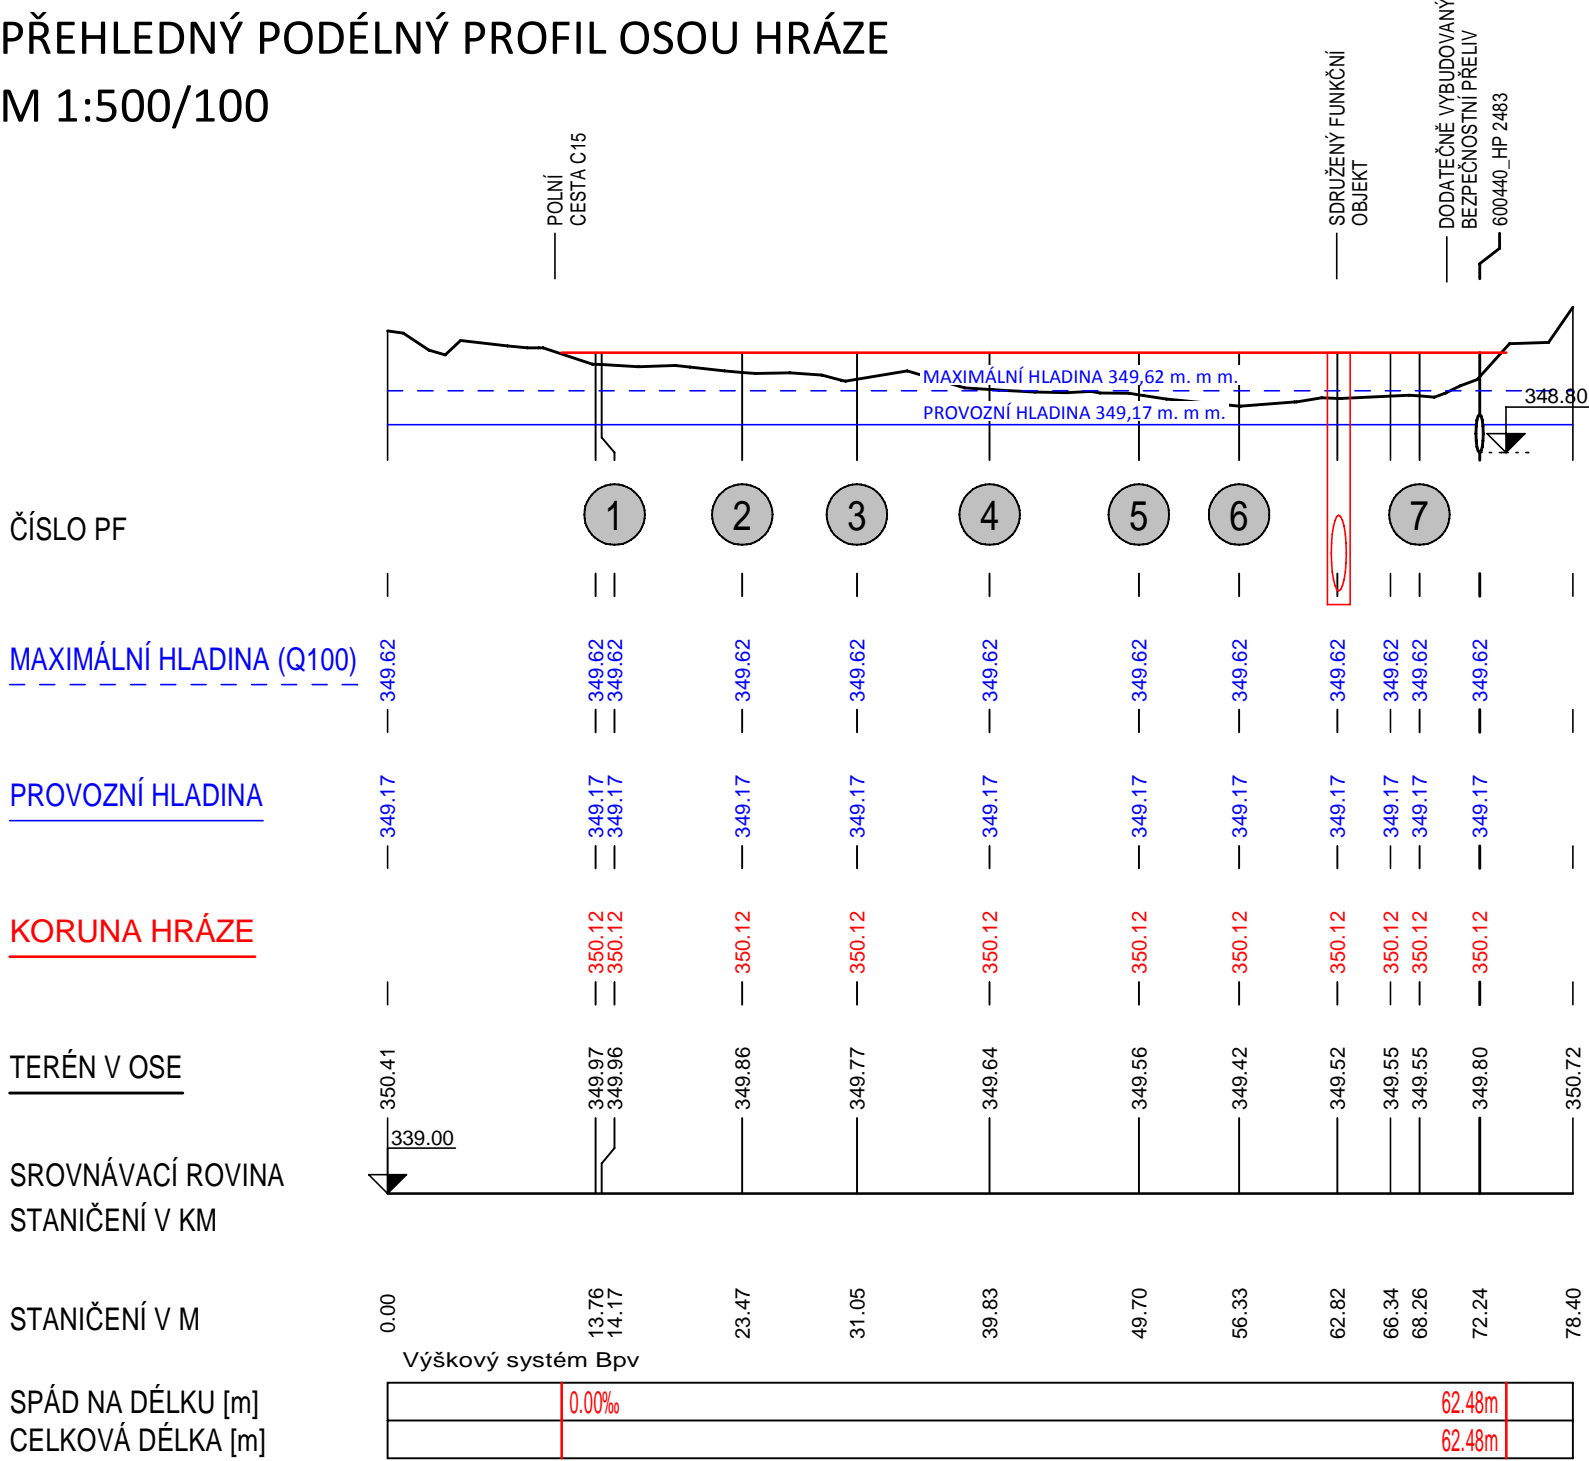 PŘEHLEDNÝ PODÉLNÝ PROFIL OSOU HRÁZE
M 1:500/100
POLNÍ
CESTA C15
SDRUŽENÝ FUNKČNÍ
OBJEKT
DODATEČNĚ VYBUDOVANÝ
BEZPEČNOSTNÍ PŘELIV
600440_HP 2483
MAXIMÁLNÍ HLADINA 349,62 m. m m.
PROVOZNÍ HLADINA 349,17 m. m m.
348.80
ČÍSLO PF
1 2 3 4 5 6 7
MAXIMÁLNÍ HLADINA (Q100)
349.62 349.62 349.62 349.62 349.62 349.62 349.62 349.62 349.62 349.62 349.62 349.62
PROVOZNÍ HLADINA
349.17 349.17 349.17 349.17 349.17 349.17 349.17 349.17 349.17 349.17 349.17 349.17
KORUNA HRÁZE
350.12 350.12 350.12 350.12 350.12 350.12 350.12 350.12 350.12 350.12 350.12
TERÉN V OSE
350.41 349.97 349.96 349.86 349.77 349.64 349.56 349.42 349.52 349.55 349.55 349.80 350.72
339.00
SROVNÁVACÍ ROVINA
STANIČENÍ V KM
STANIČENÍ V M
0.00 13.76 14.17 23.47 31.05 39.83 49.70 56.33 62.82 66.34 68.26 72.24 78.40
Výškový systém Bpv
SPÁD NA DÉLKU [m]
0.00‰ 62.48m
CELKOVÁ DÉLKA [m]
62.48m